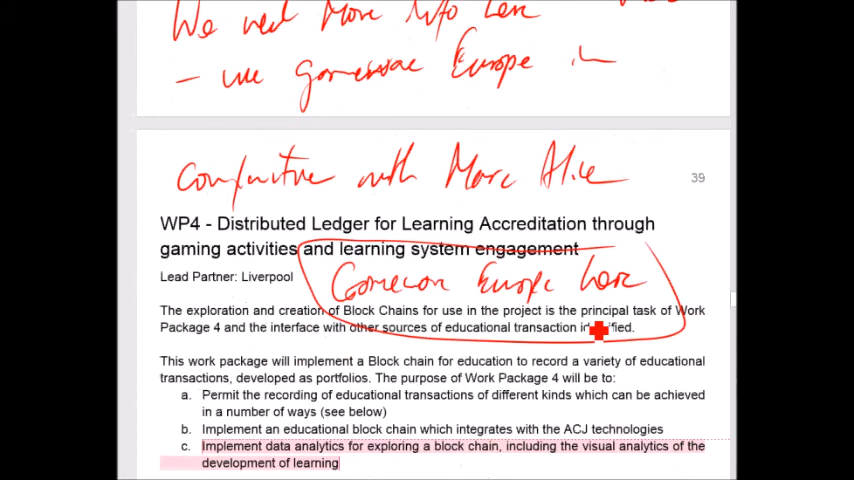 We need More Info here
- we Europe in
with Marc Alice
39
WP4 - Distributed Ledger for Learning Accreditation through
gaming activities and learning system engagement
Europe here
Lead Partner: Liverpool
The exploration and creation of Block Chains for use in the project is the principal task of Work
Package 4 and the interface with other sources of educational transaction identified.
This work package will implement a Block chain for education to record a variety of educational
transactions, developed as portfolios. The purpose of Work Package 4 will be to:
a. Permit the recording of educational transactions of different kinds which can be achieved
in a number of ways (see below)
b. Implement an educational block chain which integrates with the ACJ technologies
c. Implement data analytics for exploring a block chain, including the visual analytics of the
development of learning